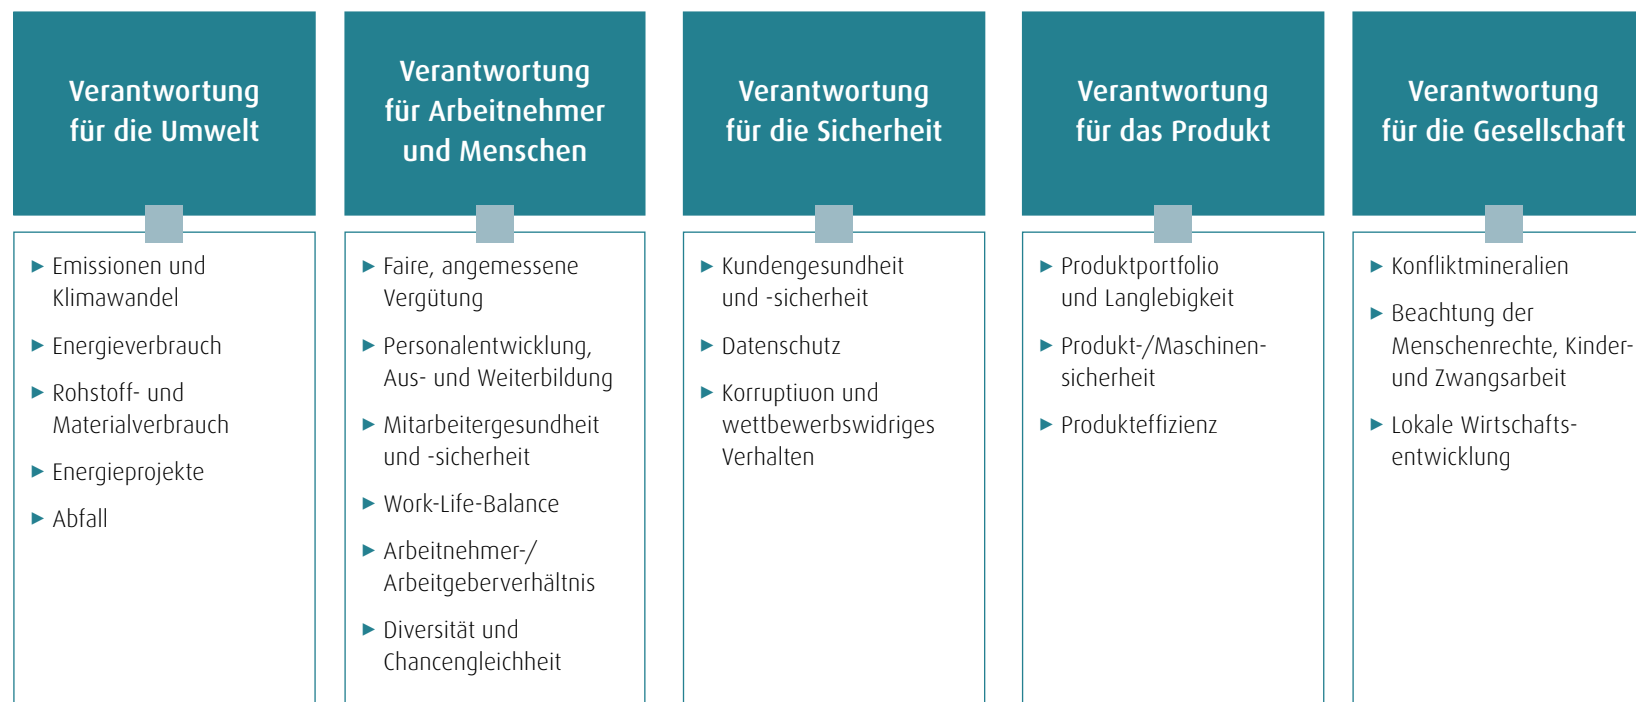 Verantwortung
für die Umwelt
► Emissionen und
Klimawandel
► Energieverbrauch
► Rohstoff- und
Materialverbrauch
► Energieprojekte
► Abfall
Verantwortung
für Arbeitnehmer
und Menschen
► Faire, angemessene
Vergütung
► Personalentwicklung,
Aus- und Weiterbildung
► Mitarbeitergesundheit
und -sicherheit
► Work-Life-Balance
► Arbeitnehmer-/
Arbeitgeberverhältnis
► Diversität und
Chancengleichheit
Verantwortung
für die Sicherheit
► Kundengesundheit
und -sicherheit
► Datenschutz
► Korruptiuon und
wettbewerbswidriges
Verhalten
Verantwortung
für das Produkt
► Produktportfolio
und Langlebigkeit
► Produkt-/Maschinen-
sicherheit
► Produkteffizienz
Verantwortung
für die Gesellschaft
► Konfliktmineralien
► Beachtung der
Menschenrechte, Kinder-
und Zwangsarbeit
► Lokale Wirtschafts-
entwicklung